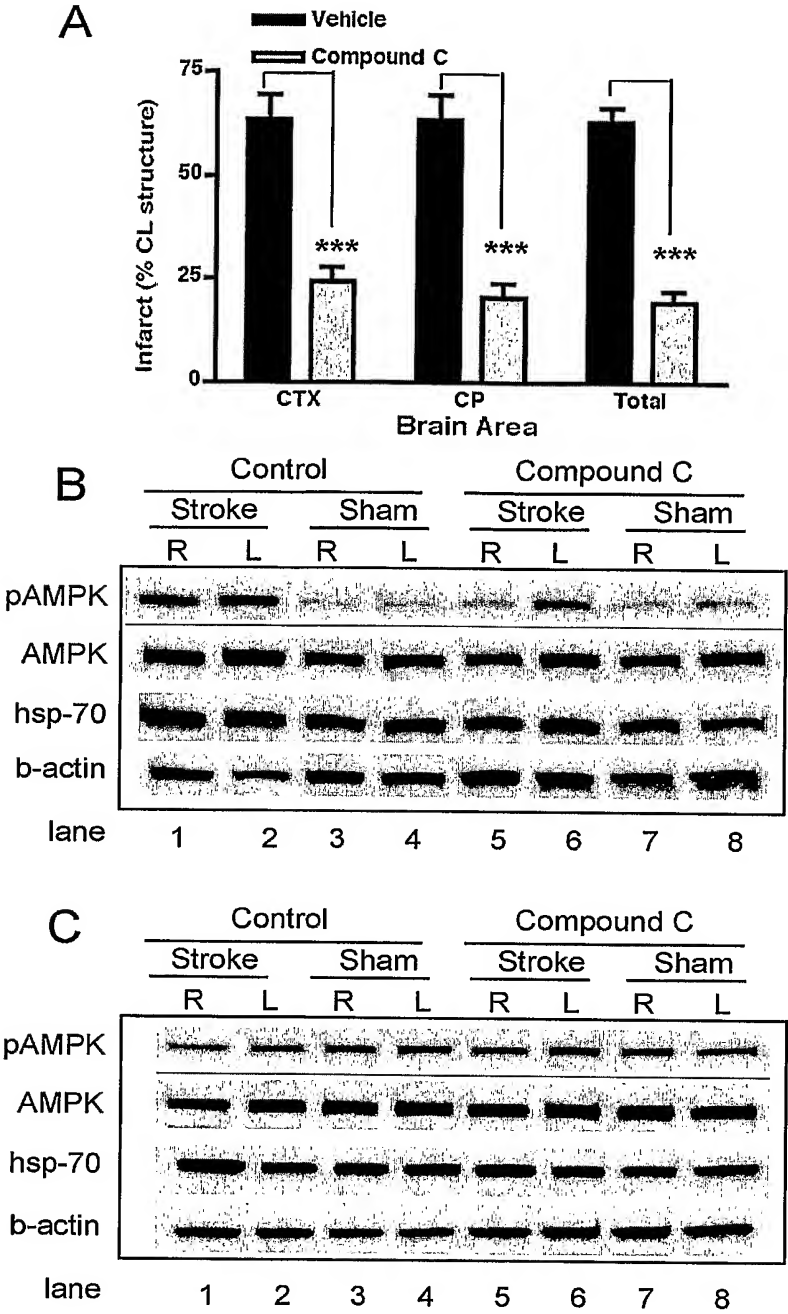 A
Vehicle
Compound C
Infarct (% CL structure)
75
50
25
0
***
***
***
CTX CP Total
Brain Area
B
Control Compound C
Stroke Sham Stroke Sham
R L R L R L R L
pAMPK
AMPK
hsp-70
b-actin
lane 1 2 3 4 5 6 7 8
C
Control Compound C
Stroke Sham Stroke Sham
R L R L R L R L
pAMPK
AMPK
hsp-70
b-actin
lane 1 2 3 4 5 6 7 8